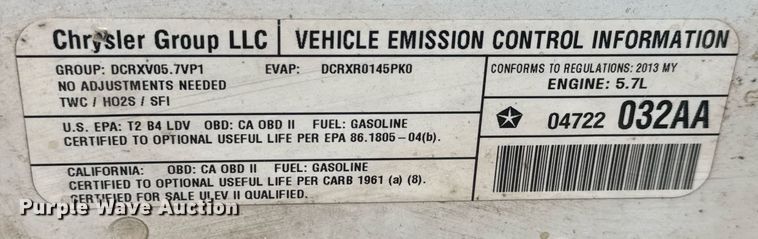 Chrysler Group LLC
VEHICLE EMISSION CONTROL INFORMATION
GROUP: DCRXV05.7VP1 EVAP: DCRXR0145PK0
NO ADJUSTMENTS NEEDED
TWC / HO2S / SFI
CONFORMS TO REGULATIONS: 2013 MY
ENGINE: 5.7L
04722 032AA
U.S. EPA: T2 B4 LDV OBD: CA OBD II FUEL: GASOLINE
CERTIFIED TO OPTIONAL USEFUL LIFE PER EPA 86.1805-04(b).
CALIFORNIA: OBD: CA OBD II FUEL: GASOLINE
CERTIFIED TO OPTIONAL USEFUL LIFE PER CARB 1961 (a) (8).
CERTIFIED FOR SALE ULEV II QUALIFIED.
Purple Wave Auction